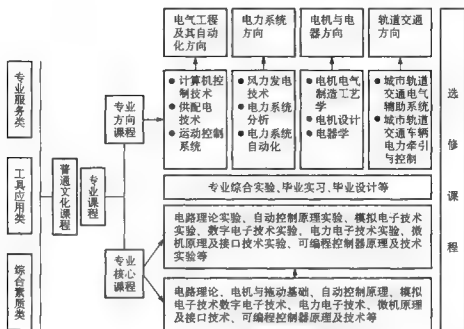 专业服务类
工具应用类
综合素质类
普通文化课程
专业课程
专业方向课程
专业核心课程
电气工程
及其自动
化方向
电力系统
方向
电机与电
器方向
轨道交通
方向
● 计算机控
制技术
● 供配电
技术
● 运动控制
系统
● 风力发电
技术
● 电力系统
分析
● 电力系统
自动化
● 电机电气
制造工艺
学
● 电机设计
● 电器学
● 城市轨道
交通电气
辅助系统
● 城市轨道
交通车辆
电力牵引
与控制
专业综合实验、毕业实习、毕业设计等
电路理论实验、自动控制原理实验、模拟电子技术
实验、数字电子技术实验、电力电子技术实验、微
机原理及接口技术实验、可编程控制器原理及技术
实验等
电路理论、电机与拖动基础、自动控制原理、模拟
电子技术数字电子技术、电力电子技术、微机原理
及接口技术、可编程控制器原理及技术等
选修课程